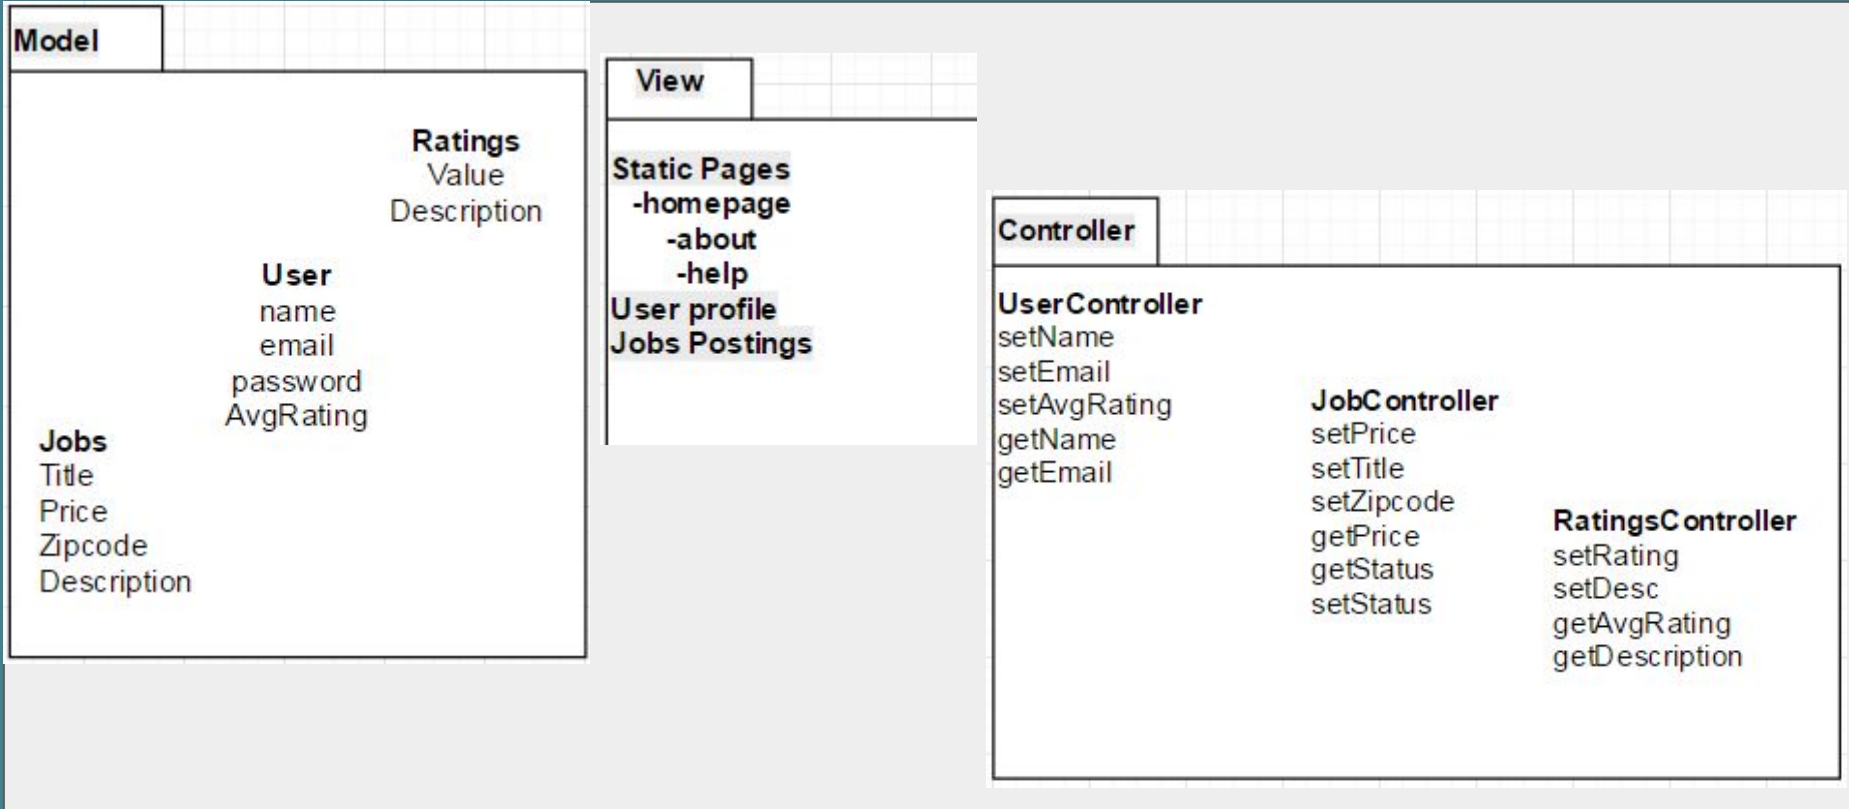 Model
Ratings
Value
Description
User
name
email
password
AvgRating
Jobs
Title
Price
Zipcode
Description
View
Static Pages
-homepage
-about
-help
User profile
Jobs Postings
Controller
UserController
setName
setEmail
setAvgRating
getName
getEmail
JobController
setPrice
setTitle
setZipcode
getPrice
getStatus
setStatus
RatingsController
setRating
setDesc
getAvgRating
getDescription